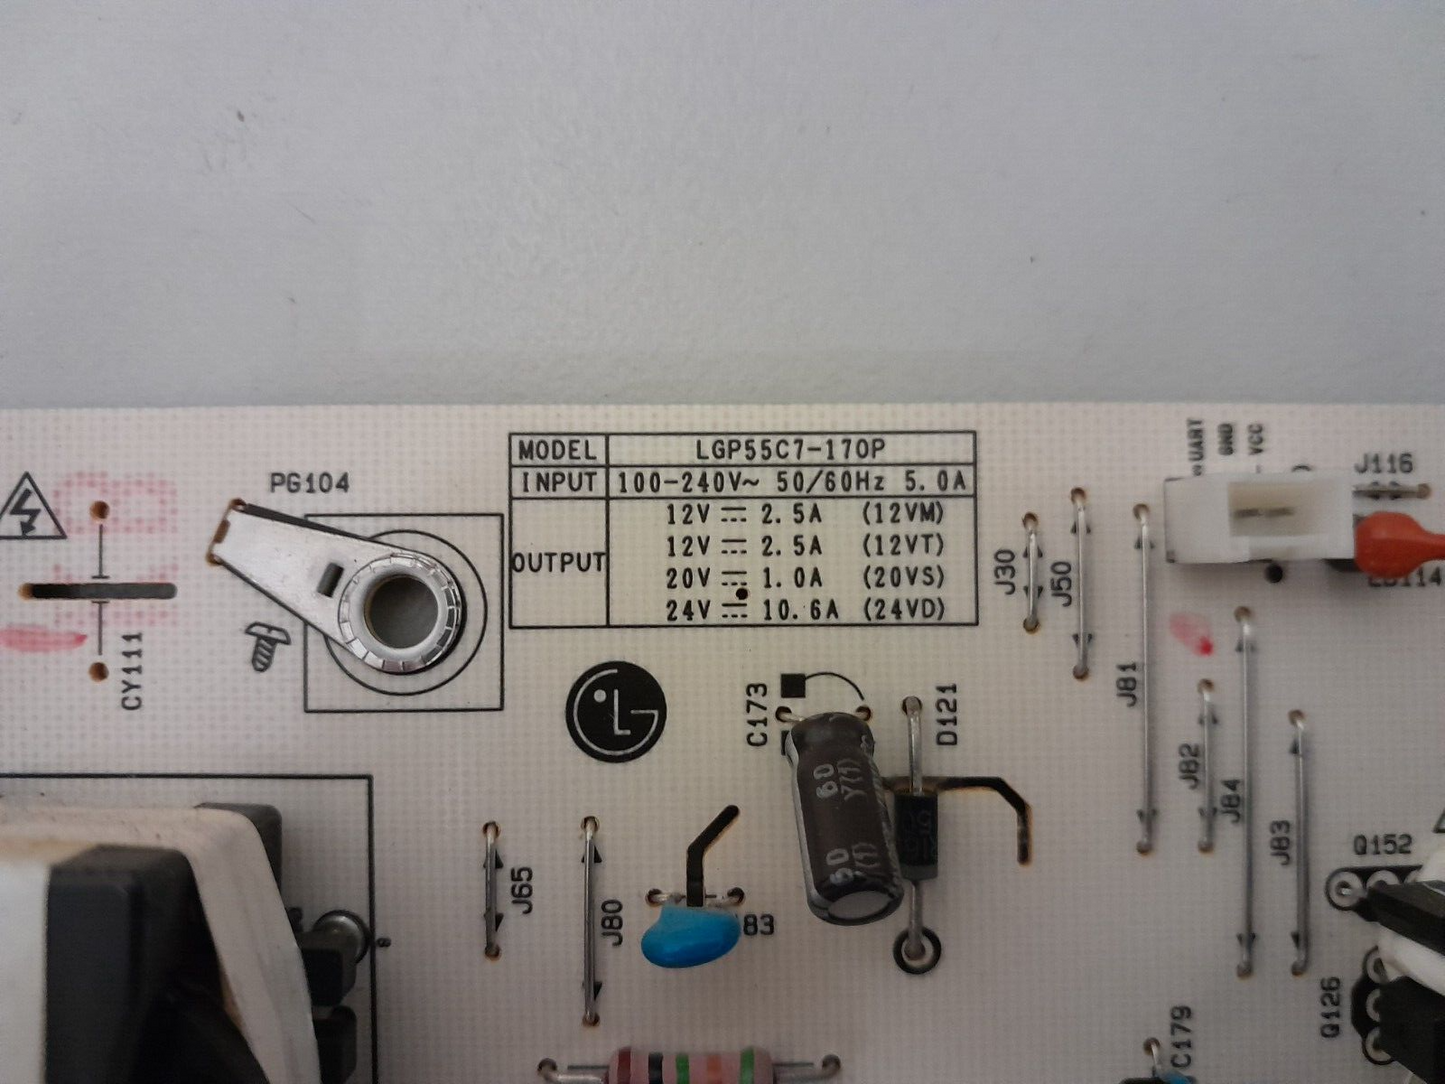 MODEL LGP55C7-170P
INPUT 100-240V~ 50/60Hz 5.0A
OUTPUT
12V ⎓ 2.5A (12VM)
12V ⎓ 2.5A (12VT)
20V ⎓ 1.0A (20VS)
24V ⎓ 10.6A (24VD)
PG104
CY111
UART
GND
VCC
J116
J30
J50
J81
J82
J84
J83
LG
C173
D121
J65
J80
83
Q152
Q126
C179